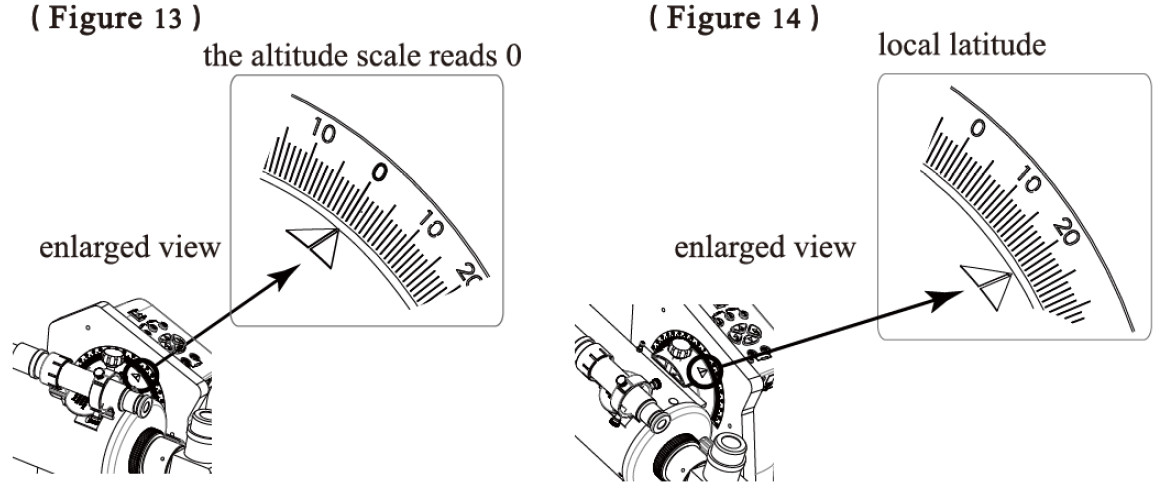 ( Figure 13 )
the altitude scale reads 0
10
0
10
20
enlarged view
( Figure 14 )
local latitude
0
10
20
enlarged view